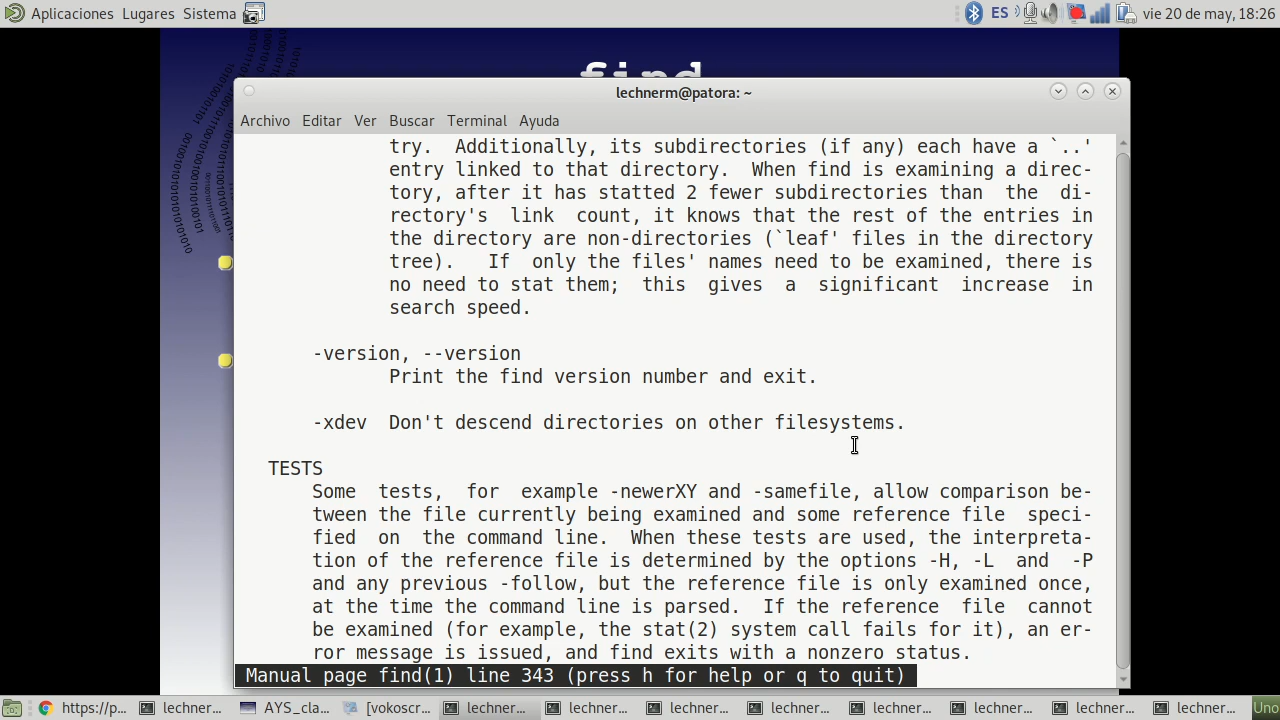 Aplicaciones Lugares Sistema
ES
vie 20 de may, 18:26
find
lechnerm@patora: ~
Archivo Editar Ver Buscar Terminal Ayuda
try.  Additionally, its subdirectories (if any) each have a `..'
entry linked to that directory.  When find is examining a direc-
tory, after it has statted 2 fewer subdirectories than  the  di-
rectory's  link  count, it knows that the rest of the entries in
the directory are non-directories (`leaf' files in the directory
tree).   If  only the files' names need to be examined, there is
no need to stat them;  this  gives  a  significant  increase  in
search speed.
-version, --version
Print the find version number and exit.
-xdev  Don't descend directories on other filesystems.
TESTS
Some  tests,  for  example -newerXY and -samefile, allow comparison be-
tween the file currently being examined and some reference file  speci-
fied  on  the command line.  When these tests are used, the interpreta-
tion of the reference file is determined by the options -H, -L  and  -P
and any previous -follow, but the reference file is only examined once,
at the time the command line is parsed.  If the reference  file  cannot
be examined (for example, the stat(2) system call fails for it), an er-
ror message is issued, and find exits with a nonzero status.
Manual page find(1) line 343 (press h for help or q to quit)
https://p... lechner... AYS_cla... [vokoscr... lechner... lechner... lechner... lechner... lechner... lechner... lechner... lechner... Uno